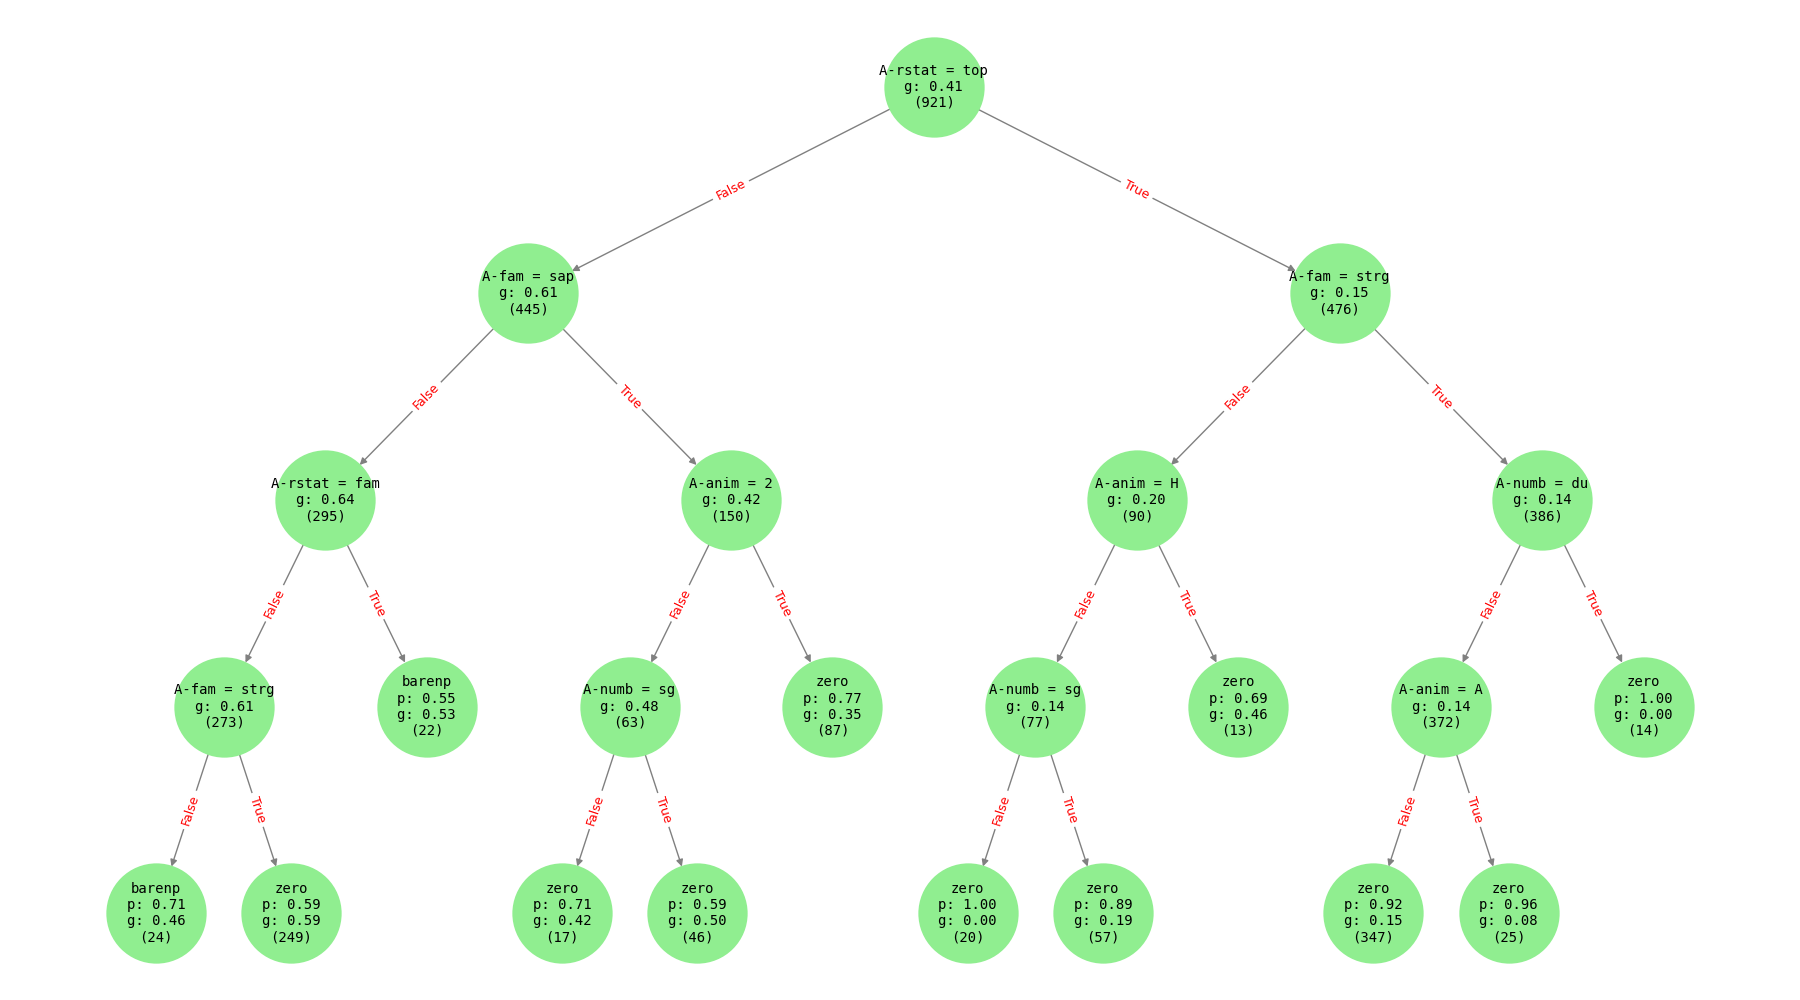 A-rstat = top
g: 0.41
(921)
False
True
A-fam = sap
g: 0.61
(445)
A-fam = strg
g: 0.15
(476)
False
True
False
True
A-rstat = fam
g: 0.64
(295)
A-anim = 2
g: 0.42
(150)
A-anim = H
g: 0.20
(90)
A-numb = du
g: 0.14
(386)
False
True
False
True
False
True
False
True
A-fam = strg
g: 0.61
(273)
barenp
p: 0.55
g: 0.53
(22)
A-numb = sg
g: 0.48
(63)
zero
p: 0.77
g: 0.35
(87)
A-numb = sg
g: 0.14
(77)
zero
p: 0.69
g: 0.46
(13)
A-anim = A
g: 0.14
(372)
zero
p: 1.00
g: 0.00
(14)
False
True
False
True
False
True
False
True
barenp
p: 0.71
g: 0.46
(24)
zero
p: 0.59
g: 0.59
(249)
zero
p: 0.71
g: 0.42
(17)
zero
p: 0.59
g: 0.50
(46)
zero
p: 1.00
g: 0.00
(20)
zero
p: 0.89
g: 0.19
(57)
zero
p: 0.92
g: 0.15
(347)
zero
p: 0.96
g: 0.08
(25)